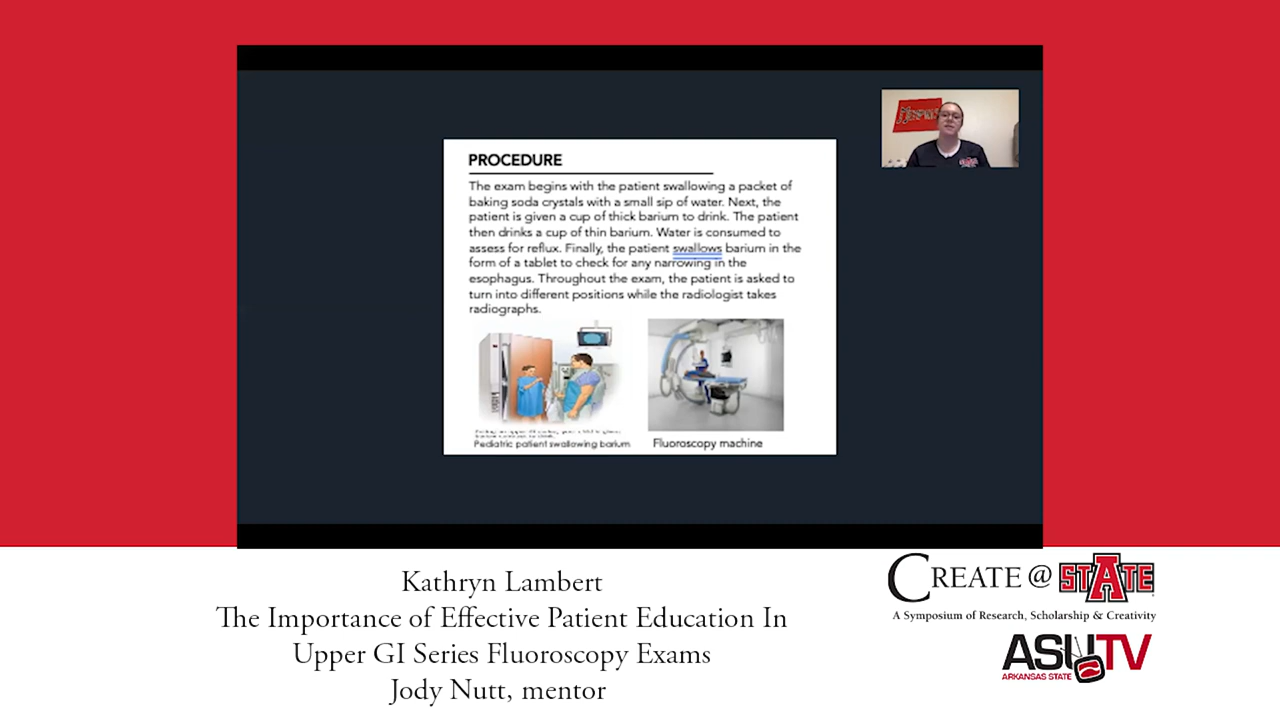 PROCEDURE
The exam begins with the patient swallowing a packet of
baking soda crystals with a small sip of water. Next, the
patient is given a cup of thick barium to drink. The patient
then drinks a cup of thin barium. Water is consumed to
assess for reflux. Finally, the patient swallows barium in the
form of a tablet to check for any narrowing in the
esophagus. Throughout the exam, the patient is asked to
turn into different positions while the radiologist takes
radiographs.
Pediatric patient swallowing barium
Fluoroscopy machine
Kathryn Lambert
The Importance of Effective Patient Education In
Upper GI Series Fluoroscopy Exams
Jody Nutt, mentor
CREATE @ STATE
A Symposium of Research, Scholarship & Creativity
ASUTV
ARKANSAS STATE